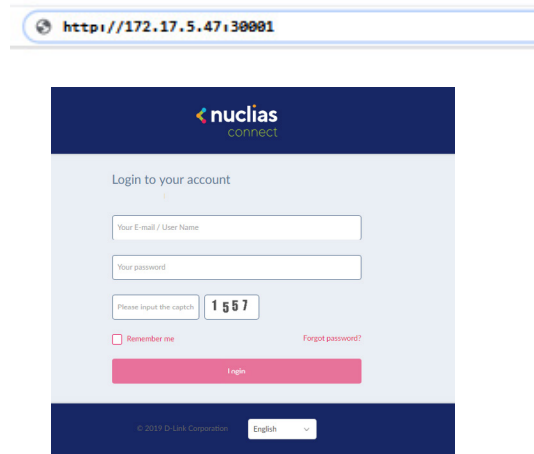 http://172.17.5.47:30001
nuclias
connect
Login to your account
Your E-mail / User Name
Your password
Please input the captch 1557
Remember me Forgot password?
Login
© 2019 D-Link Corporation English